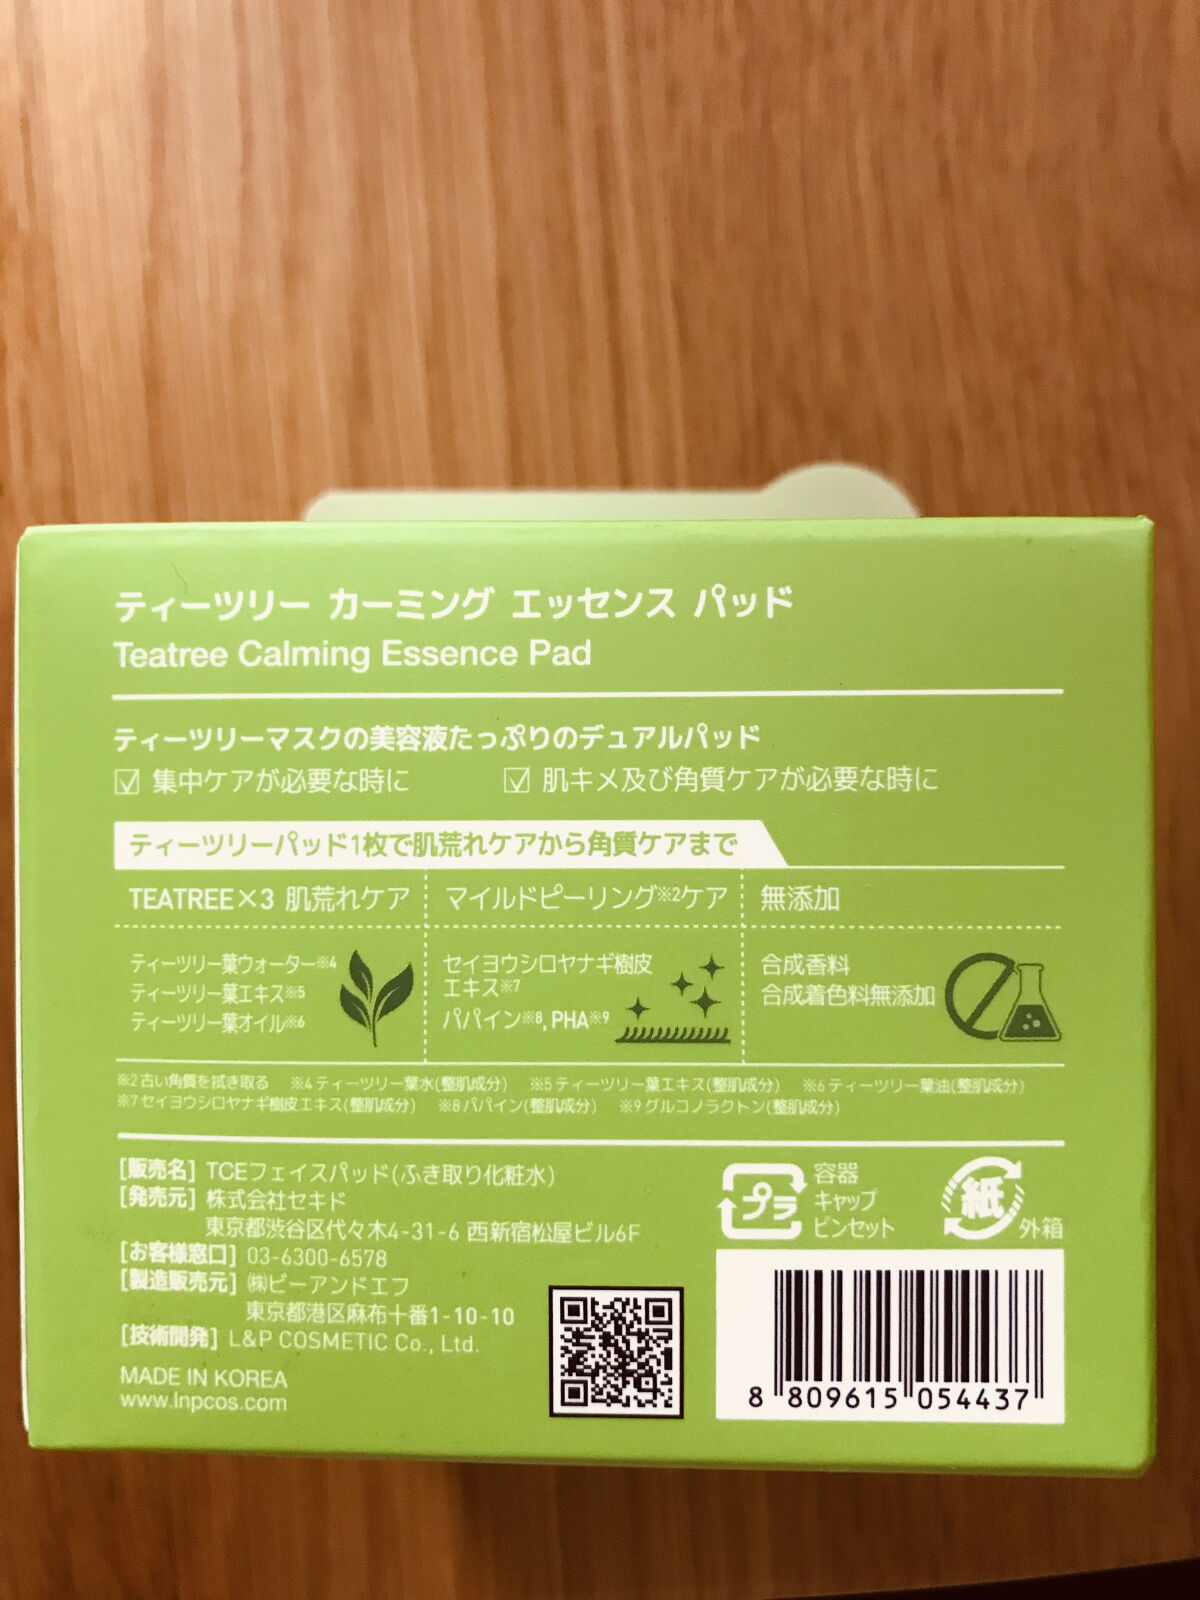 ティーツリー カーミング エッセンス パッド
Teatree Calming Essence Pad
ティーツリーマスクの美容液たっぷりのデュアルパッド
集中ケアが必要な時に 肌キメ及び角質ケアが必要な時に
ティーツリーパッド1枚で肌荒れケアから角質ケアまで
TEATREE×3 肌荒れケア マイルドピーリング※2ケア 無添加
ティーツリー葉ウォーター※4
ティーツリー葉エキス※5
ティーツリー葉オイル※6
セイヨウシロヤナギ樹皮
エキス※7
パパイン※8, PHA※9
合成香料
合成着色料無添加
※2 古い角質を拭き取る ※4 ティーツリー葉水(整肌成分) ※5 ティーツリー葉エキス(整肌成分) ※6 ティーツリー葉油(整肌成分)
※7 セイヨウシロヤナギ樹皮エキス(整肌成分) ※8 パパイン(整肌成分) ※9 グルコノラクトン(整肌成分)
[販売名] TCEフェイスパッド(ふき取り化粧水)
[発売元] 株式会社セキド
東京都渋谷区代々木4-31-6 西新宿松屋ビル6F
[お客様窓口] 03-6300-6578
[製造販売元] ㈱ビーアンドエフ
東京都港区麻布十番1-10-10
[技術開発] L&P COSMETIC Co., Ltd.
MADE IN KOREA
www.lnpcos.com
プラ
容器
キャップ
ピンセット
紙
外箱
8 809615 054437